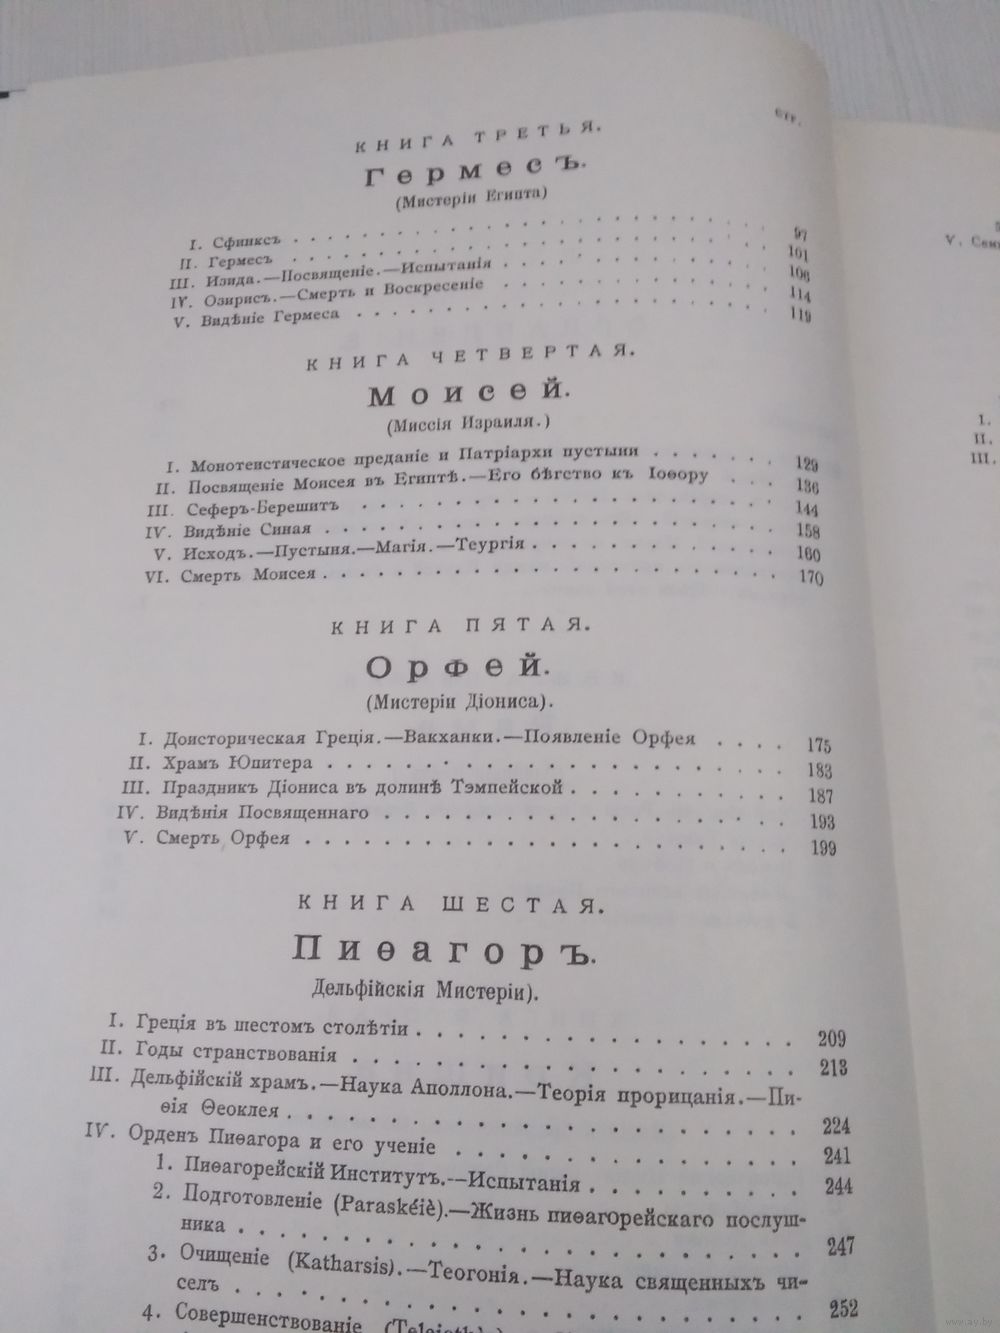 стр.
КНИГА ТРЕТЬЯ.
Гермесъ.
(Мистеріи Египта)
I. Сфинксъ . . . . . . . . . . . . . . . . . . . . 97
II. Гермесъ . . . . . . . . . . . . . . . . . . . . 101
III. Изида.—Посвященіе.—Испытанія . . . . . . . . . . 106
IV. Озирисъ.—Смерть и Воскресеніе . . . . . . . . . . 114
V. Видѣніе Гермеса . . . . . . . . . . . . . . . . 119
КНИГА ЧЕТВЕРТАЯ.
Моисей.
(Миссія Израиля.)
I. Монотеистическое преданіе и Патріархи пустыни . . . . . . 129
II. Посвященіе Моисея въ Египтѣ.—Его бѣгство къ Іоѳору . . . 136
III. Сеферъ-Берешитъ . . . . . . . . . . . . . . . . 144
IV. Видѣніе Синая . . . . . . . . . . . . . . . . . 158
V. Исходъ.—Пустыня.—Магія.—Теургія . . . . . . . . . . 160
VI. Смерть Моисея . . . . . . . . . . . . . . . . . 170
КНИГА ПЯТАЯ.
Орфей.
(Мистеріи Діониса).
I. Доисторическая Греція.—Вакханки.—Появленіе Орфея . . . . 175
II. Храмъ Юпитера . . . . . . . . . . . . . . . . . 183
III. Праздникъ Діониса въ долинѣ Тэмпейской . . . . . . . . . 187
IV. Видѣнія Посвященнаго . . . . . . . . . . . . . . . 193
V. Смерть Орфея . . . . . . . . . . . . . . . . . . 199
КНИГА ШЕСТАЯ.
Пиѳагоръ.
Дельфійскія Мистеріи).
I. Греція въ шестомъ столѣтіи . . . . . . . . . . . . . 209
II. Годы странствованія . . . . . . . . . . . . . . . 213
III. Дельфійскій храмъ.—Наука Аполлона.—Теорія прорицанія.—Пи-
ѳія Ѳеоклея . . . . . . . . . . . . . . . . . . 224
IV. Орденъ Пиѳагора и его ученіе . . . . . . . . . . . . 241
1. Пиѳагорейскій Институтъ.—Испытанія . . . . . . . . 244
2. Подготовленіе (Paraskéiè).—Жизнь пиѳагорейскаго послуш-
ника . . . . . . . . . . . . . . . . . . . . 247
3. Очищеніе (Katharsis).—Теогонія.—Наука священныхъ чи-
селъ . . . . . . . . . . . . . . . . . . . . 252
4. Совершенствованіе
V.
I.
II.
III.
www.ay.by